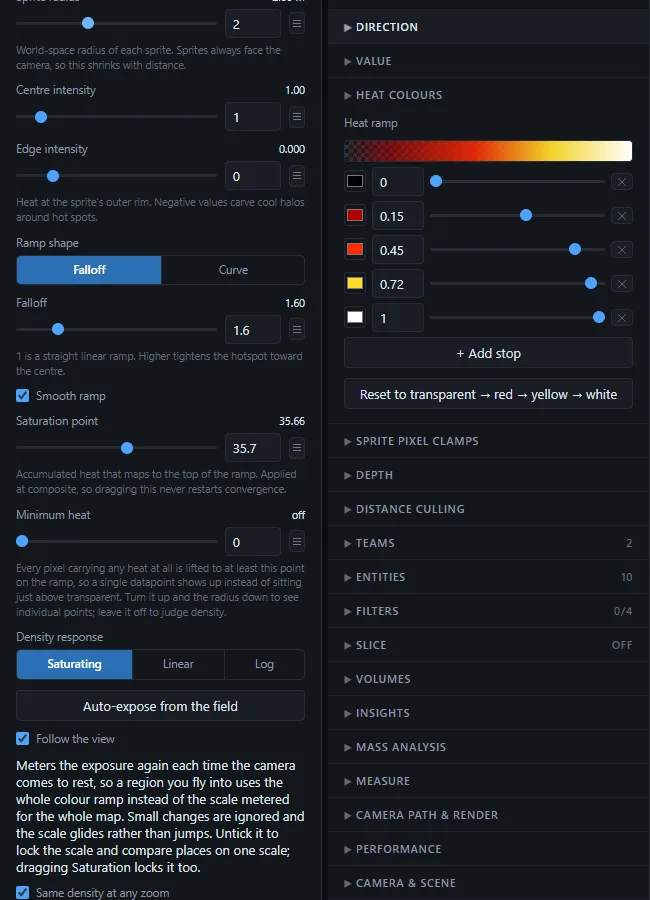 2
World-space radius of each sprite. Sprites always face the
camera, so this shrinks with distance.
Centre intensity 1.00
1
Edge intensity 0.000
0
Heat at the sprite's outer rim. Negative values carve cool halos
around hot spots.
Ramp shape
Falloff Curve
Falloff 1.60
1.6
1 is a straight linear ramp. Higher tightens the hotspot toward
the centre.
Smooth ramp
Saturation point 35.66
35.7
Accumulated heat that maps to the top of the ramp. Applied
at composite, so dragging this never restarts convergence.
Minimum heat off
0
Every pixel carrying any heat at all is lifted to at least this point
on the ramp, so a single datapoint shows up instead of sitting
just above transparent. Turn it up and the radius down to see
individual points; leave it off to judge density.
Density response
Saturating Linear Log
Auto-expose from the field
Follow the view
Meters the exposure again each time the camera
comes to rest, so a region you fly into uses the
whole colour ramp instead of the scale metered
for the whole map. Small changes are ignored and
the scale glides rather than jumps. Untick it to
lock the scale and compare places on one scale;
dragging Saturation locks it too.
Same density at any zoom
▶ DIRECTION
▶ VALUE
▶ HEAT COLOURS
Heat ramp
0
0.15
0.45
0.72
1
+ Add stop
Reset to transparent → red → yellow → white
▶ SPRITE PIXEL CLAMPS
▶ DEPTH
▶ DISTANCE CULLING
▶ TEAMS 2
▶ ENTITIES 10
▶ FILTERS 0/4
▶ SLICE OFF
▶ VOLUMES
▶ INSIGHTS
▶ MASS ANALYSIS
▶ MEASURE
▶ CAMERA PATH & RENDER
▶ PERFORMANCE
▶ CAMERA & SCENE